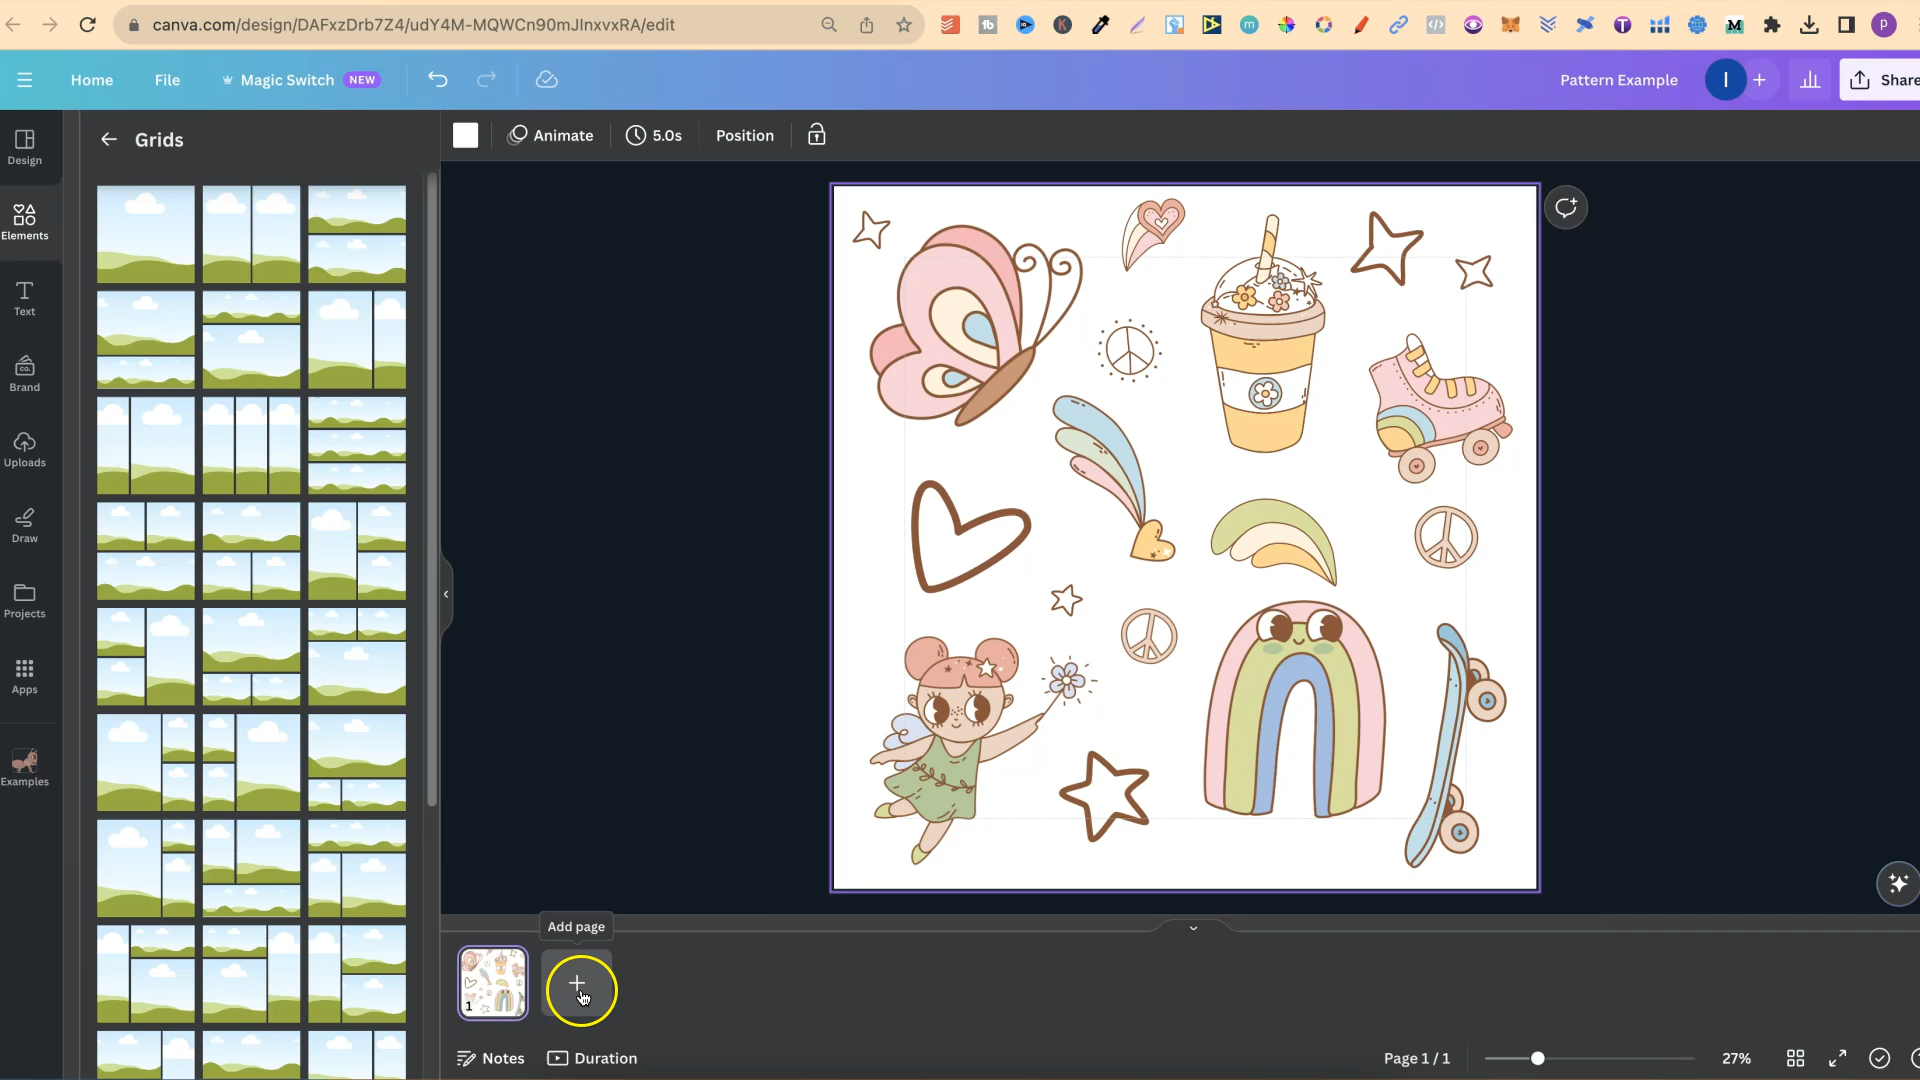 canva.com/design/DAFxzDrb7Z4/udY4M-MQWCn90mJlnxvxRA/edit
Home
File
Magic Switch NEW
Pattern Example
I
Share
Design
Elements
Text
Brand
Uploads
Draw
Projects
Apps
Examples
Grids
Animate
5.0s
Position
Add page
1
Notes
Duration
Page 1 / 1
27%